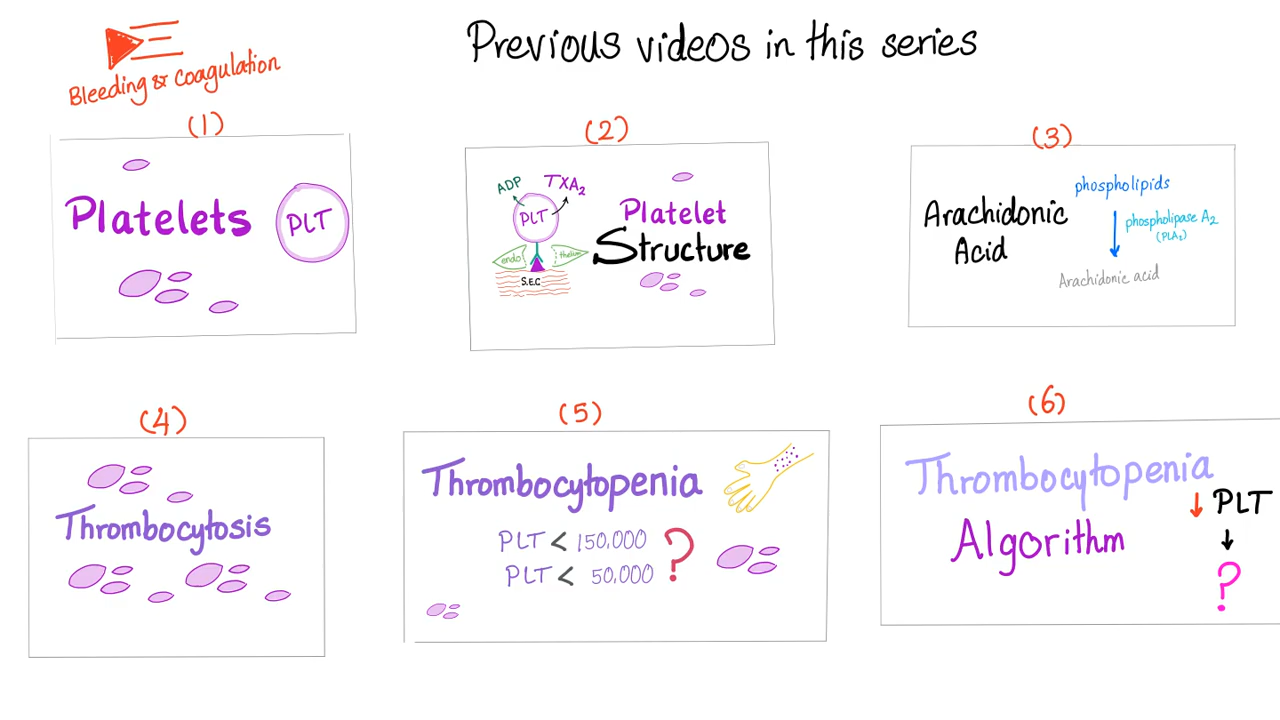 Previous videos in this series
Bleeding & Coagulation
(1)
Platelets
PLT
(2)
ADP
TXA2
PLT
endo
thelium
S.E.C
Platelet
Structure
(3)
Arachidonic
Acid
phospholipids
phospholipase A2
(PLA2)
Arachidonic acid
(4)
Thrombocytosis
(5)
Thrombocytopenia
PLT < 150,000
PLT < 50,000
?
(6)
Thrombocytopenia
Algorithm
↓ PLT
↓
?